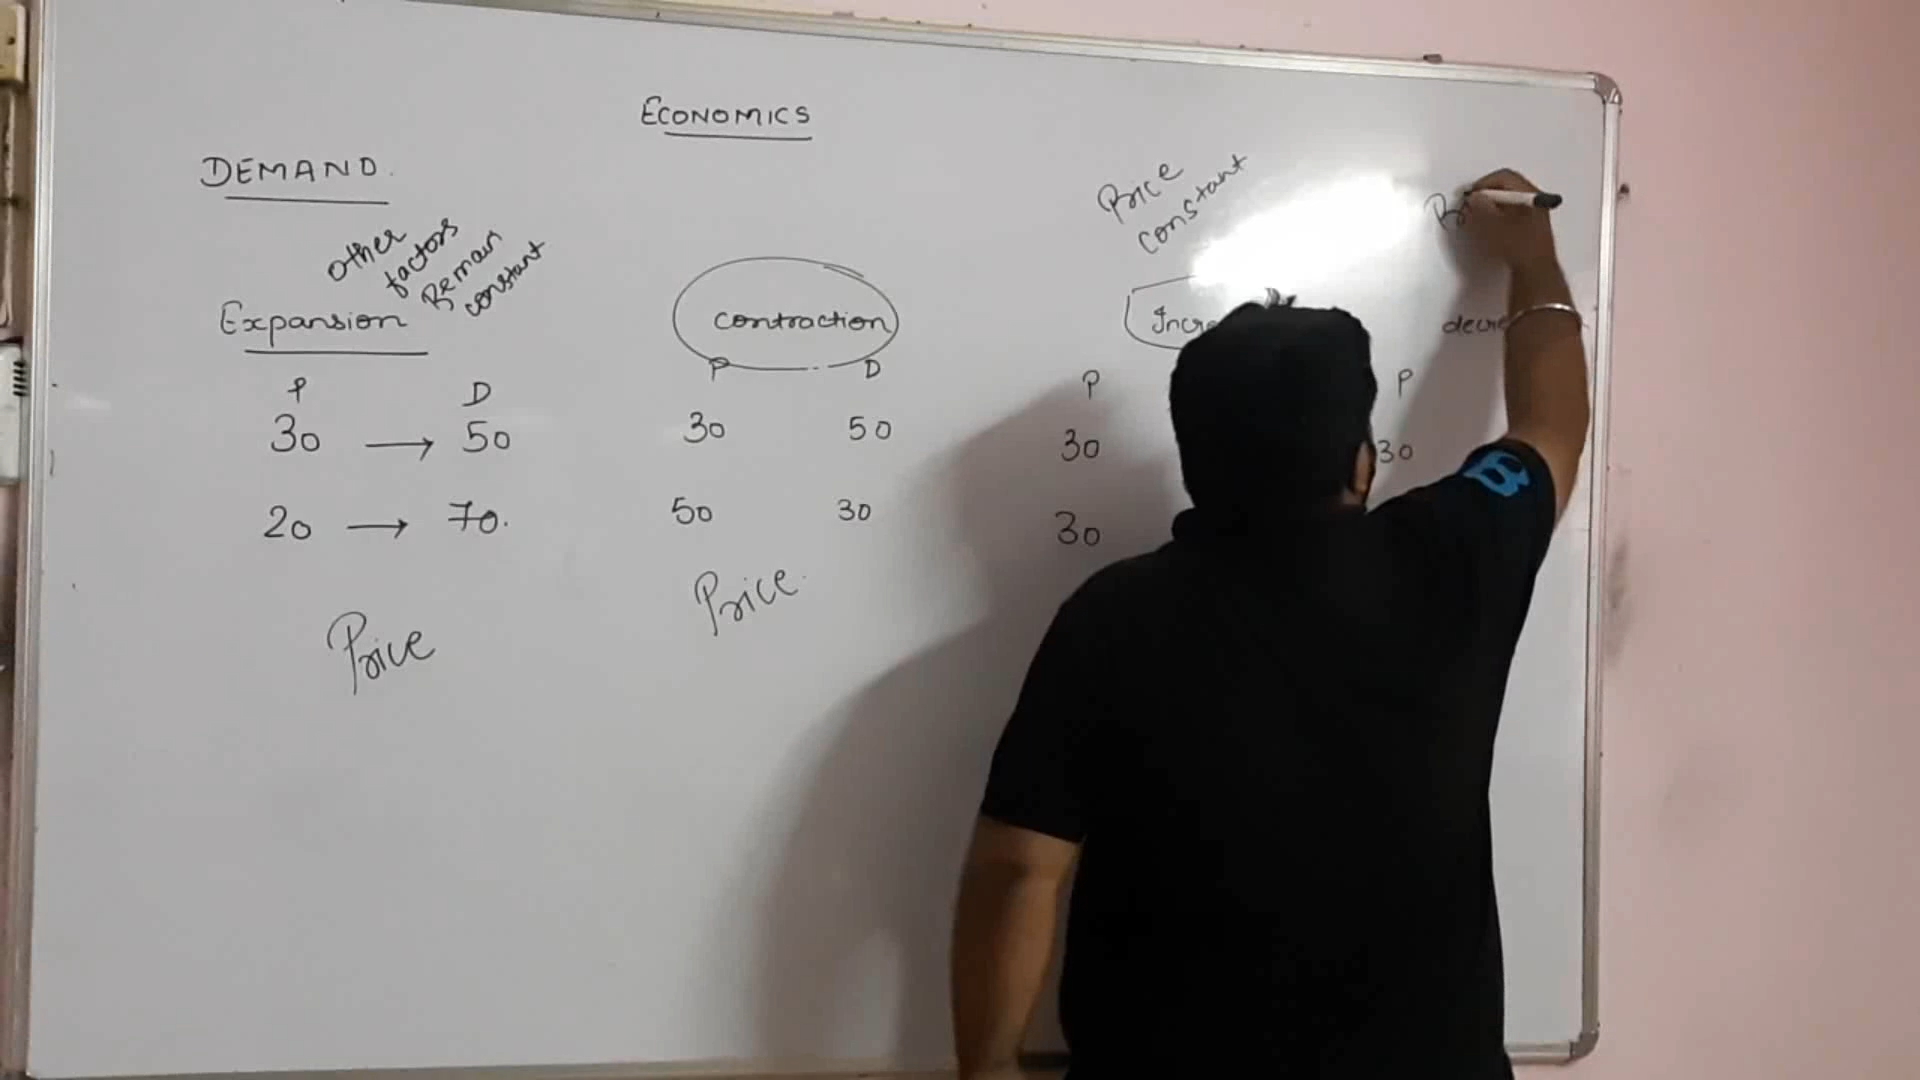 ECONOMICS
DEMAND.
Other
factors
Remain
constant
Expansion
P D
30 → 50
20 → 70.
Price
contraction
P D
30 50
50 30
Price.
Price
constant
P
30
30
P
30